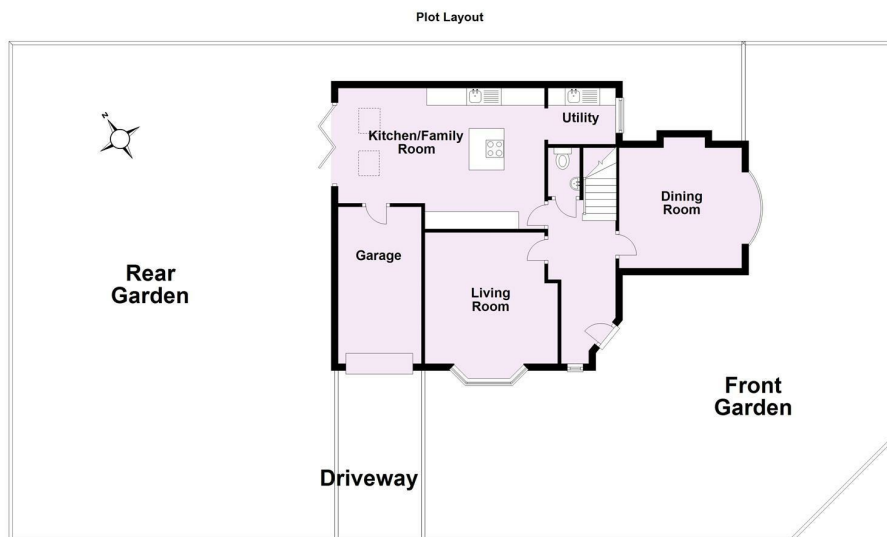 Plot Layout
N
Kitchen/Family
Room
Utility
Dining
Room
Garage
Living
Room
Rear
Garden
Front
Garden
Driveway